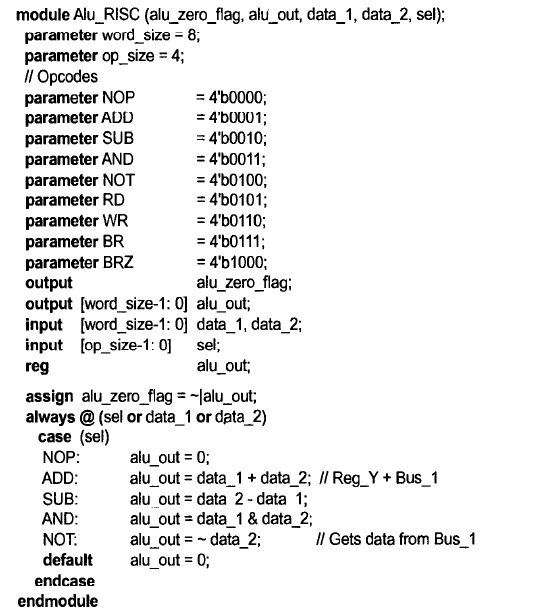 module Alu_RISC (alu_zero_flag, alu_out, data_1, data_2, sel);
parameter word_size = 8;
parameter op_size = 4;
// Opcodes
parameter NOP = 4'b0000;
parameter ADD = 4'b0001;
parameter SUB = 4'b0010;
parameter AND = 4'b0011;
parameter NOT = 4'b0100;
parameter RD = 4'b0101;
parameter WR = 4'b0110;
parameter BR = 4'b0111;
parameter BRZ = 4'b1000;
output alu_zero_flag;
output [word_size-1: 0] alu_out;
input [word_size-1: 0] data_1, data_2;
input [op_size-1: 0] sel;
reg alu_out;
assign alu_zero_flag = ~|alu_out;
always @ (sel or data_1 or data_2)
case (sel)
NOP: alu_out = 0;
ADD: alu_out = data_1 + data_2; // Reg_Y + Bus_1
SUB: alu_out = data_2 - data_1;
AND: alu_out = data_1 & data_2;
NOT: alu_out = ~ data_2; // Gets data from Bus_1
default alu_out = 0;
endcase
endmodule